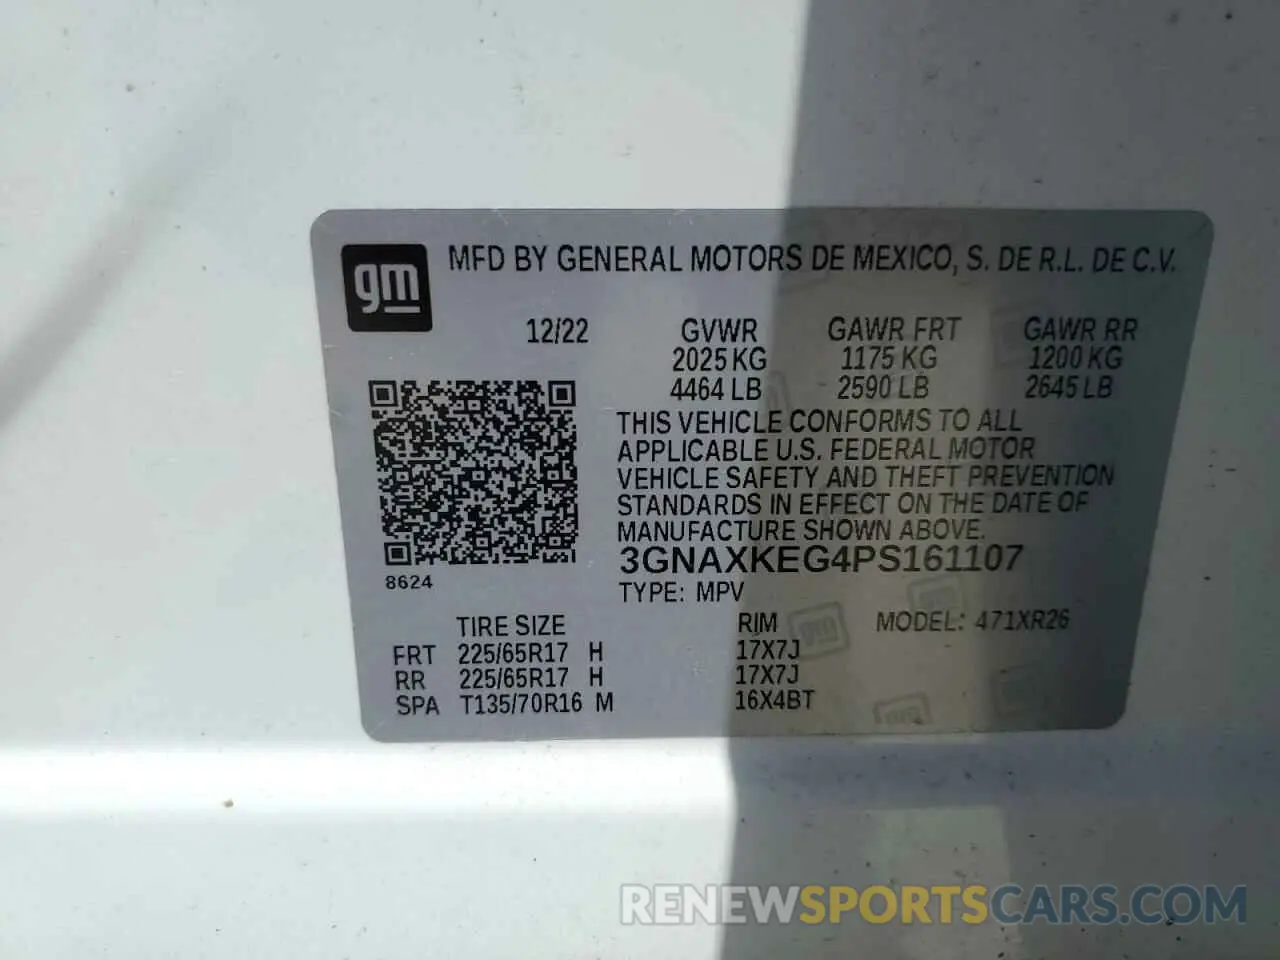 gm
MFD BY GENERAL MOTORS DE MEXICO, S. DE R.L. DE C.V.
12/22 GVWR GAWR FRT GAWR RR
2025 KG 1175 KG 1200 KG
4464 LB 2590 LB 2645 LB
THIS VEHICLE CONFORMS TO ALL
APPLICABLE U.S. FEDERAL MOTOR
VEHICLE SAFETY AND THEFT PREVENTION
STANDARDS IN EFFECT ON THE DATE OF
MANUFACTURE SHOWN ABOVE.
3GNAXKEG4PS161107
8624
TYPE: MPV
TIRE SIZE RIM MODEL: 471XR26
FRT 225/65R17 H 17X7J
RR 225/65R17 H 17X7J
SPA T135/70R16 M 16X4BT
gm
gm
RENEWSPORTSCARS.COM